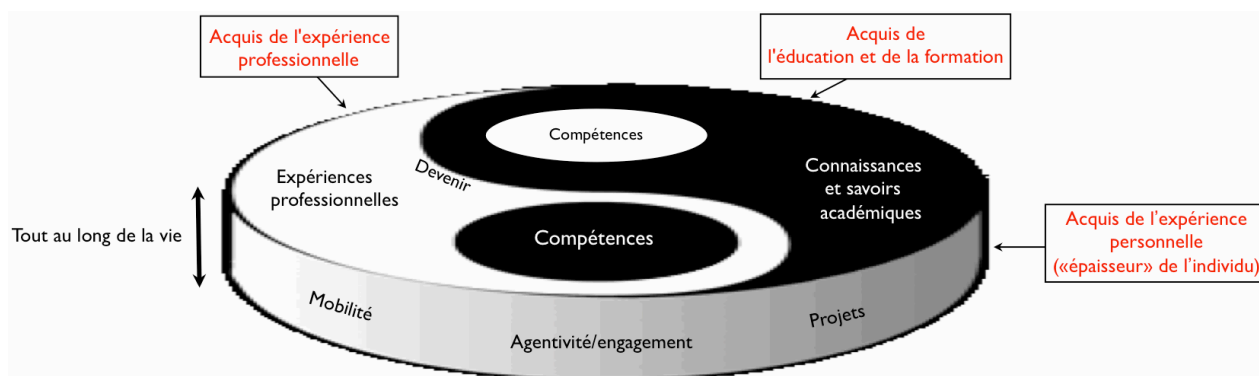 Acquis de l'expérience
professionnelle
Acquis de
l'éducation et de la formation
Compétences
Devenir
Expériences
professionnelles
Connaissances
et savoirs
académiques
Tout au long de la vie
Compétences
Acquis de l'expérience
personnelle
(«épaisseur» de l'individu)
Mobilité
Agentivité/engagement
Projets